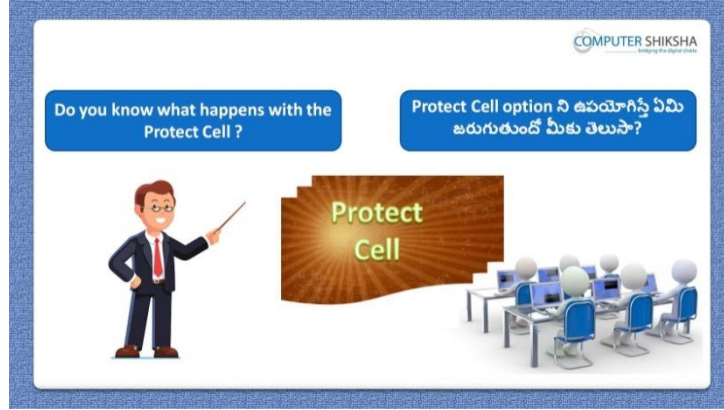 COMPUTER SHIKSHA
bridging the digital divide
Do you know what happens with the
Protect Cell ?
Protect Cell option ని ఉపయోగిస్తే ఏమి
జరుగుతుందో మీకు తెలుసా?
Protect
Cell